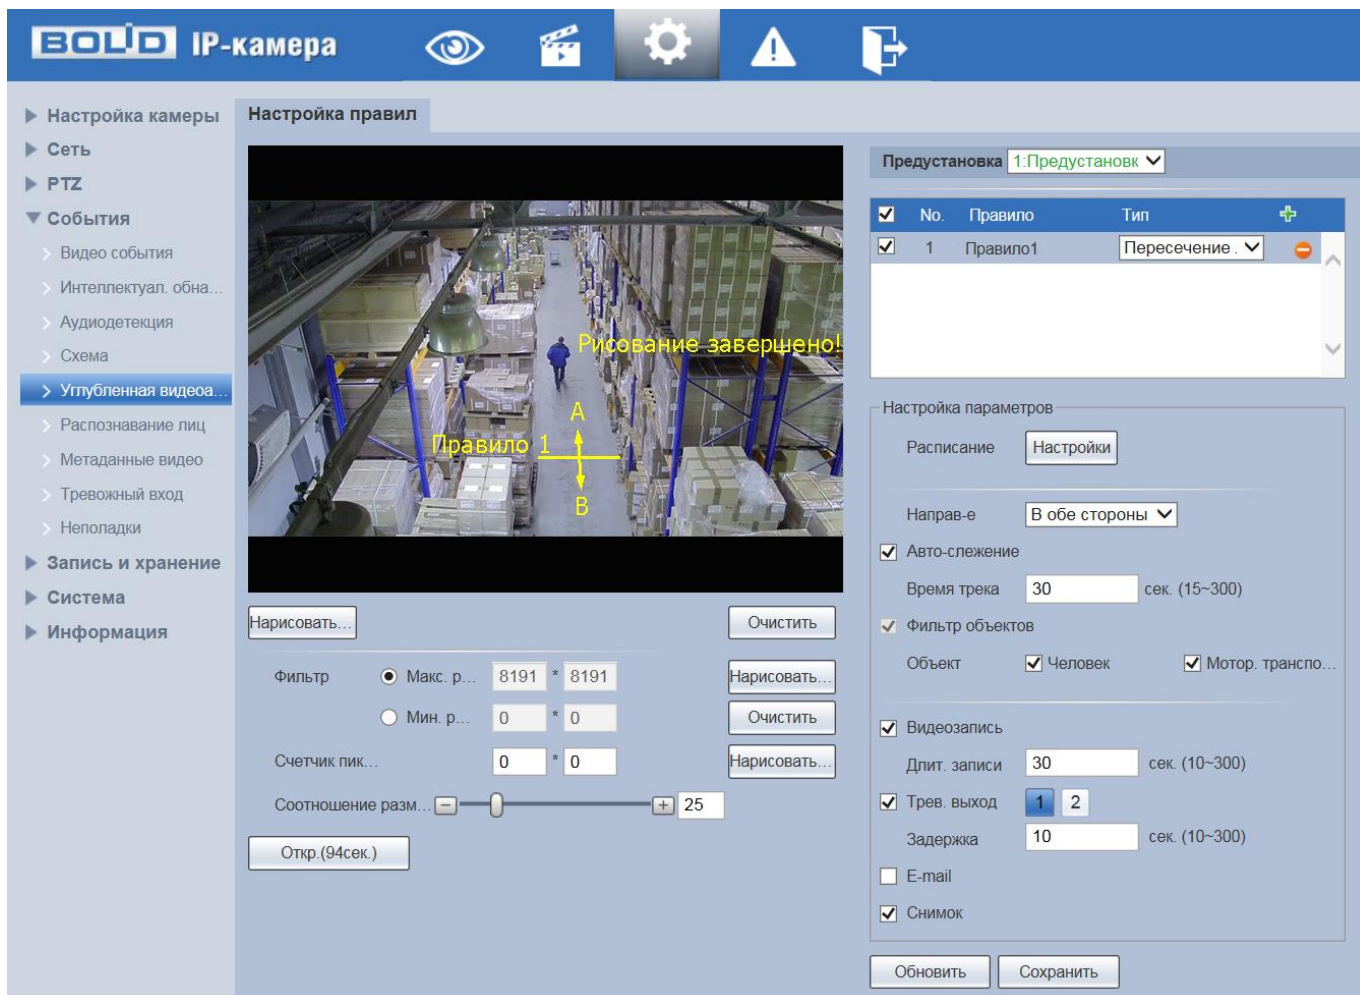 BOLID IP-камера
Настройка камеры
Сеть
PTZ
События
Видео события
Интеллектуал. обна...
Аудиодетекция
Схема
Углубленная видеоа...
Распознавание лиц
Метаданные видео
Тревожный вход
Неполадки
Запись и хранение
Система
Информация
Настройка правил
Рисование завершено!
A
Правило 1
B
Нарисовать... Очистить
Фильтр Макс. р... 8191 * 8191 Нарисовать...
Мин. р... 0 * 0 Очистить
Счетчик пик... 0 * 0 Нарисовать...
Соотношение разм... - + 25
Откр.(94сек.)
Предустановка 1:Предустановк
No. Правило Тип
1 Правило1 Пересечение .
Настройка параметров
Расписание Настройки
Направ-е В обе стороны
Авто-слежение
Время трека 30 сек. (15~300)
Фильтр объектов
Объект Человек Мотор. транспо...
Видеозапись
Длит. записи 30 сек. (10~300)
Трев. выход 1 2
Задержка 10 сек. (10~300)
E-mail
Снимок
Обновить Сохранить